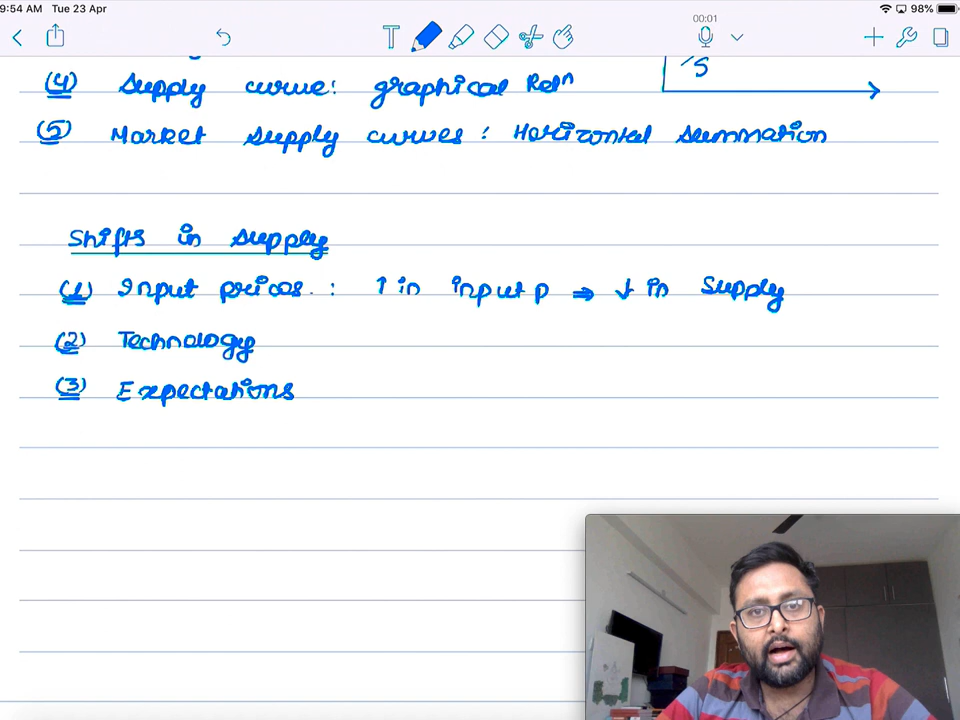 9:54 AM Tue 23 Apr
98%
00:01
T
(4) Supply curve: graphical Reln
S
(5) Market supply curves: Horizontal summation
Shifts in supply
(1) Input prices.: ↑ in input p ⇒ ↓ in supply
(2) Technology
(3) Expectations